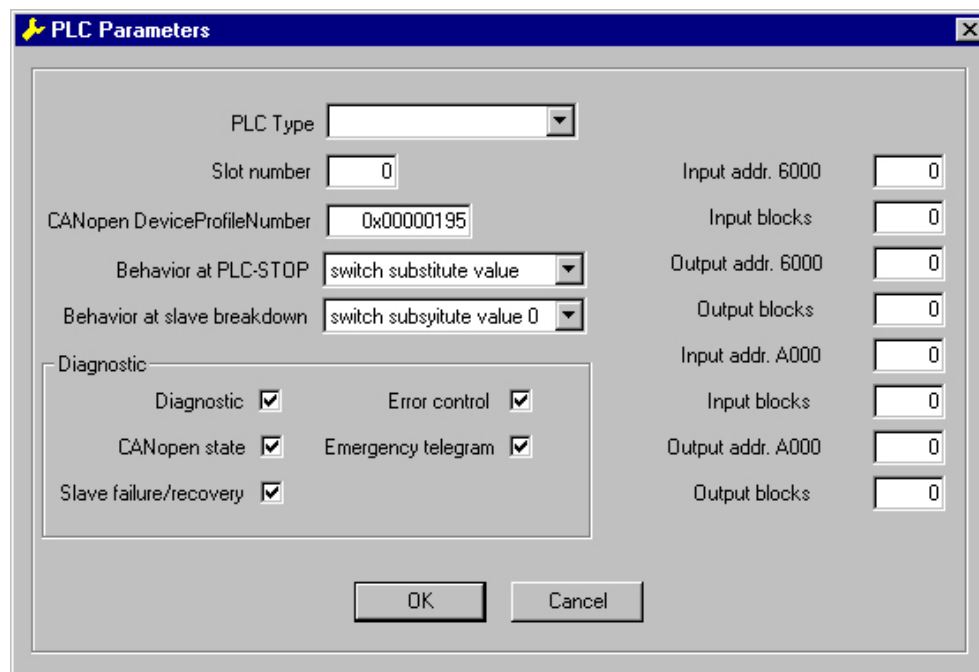 PLC Parameters
PLC Type
Slot number 0
CANopen DeviceProfileNumber 0x00000195
Behavior at PLC-STOP switch substitute value
Behavior at slave breakdown switch subsyitute value 0
Diagnostic
Diagnostic Error control
CANopen state Emergency telegram
Slave failure/recovery
Input addr. 6000 0
Input blocks 0
Output addr. 6000 0
Output blocks 0
Input addr. A000 0
Input blocks 0
Output addr. A000 0
Output blocks 0
OK Cancel